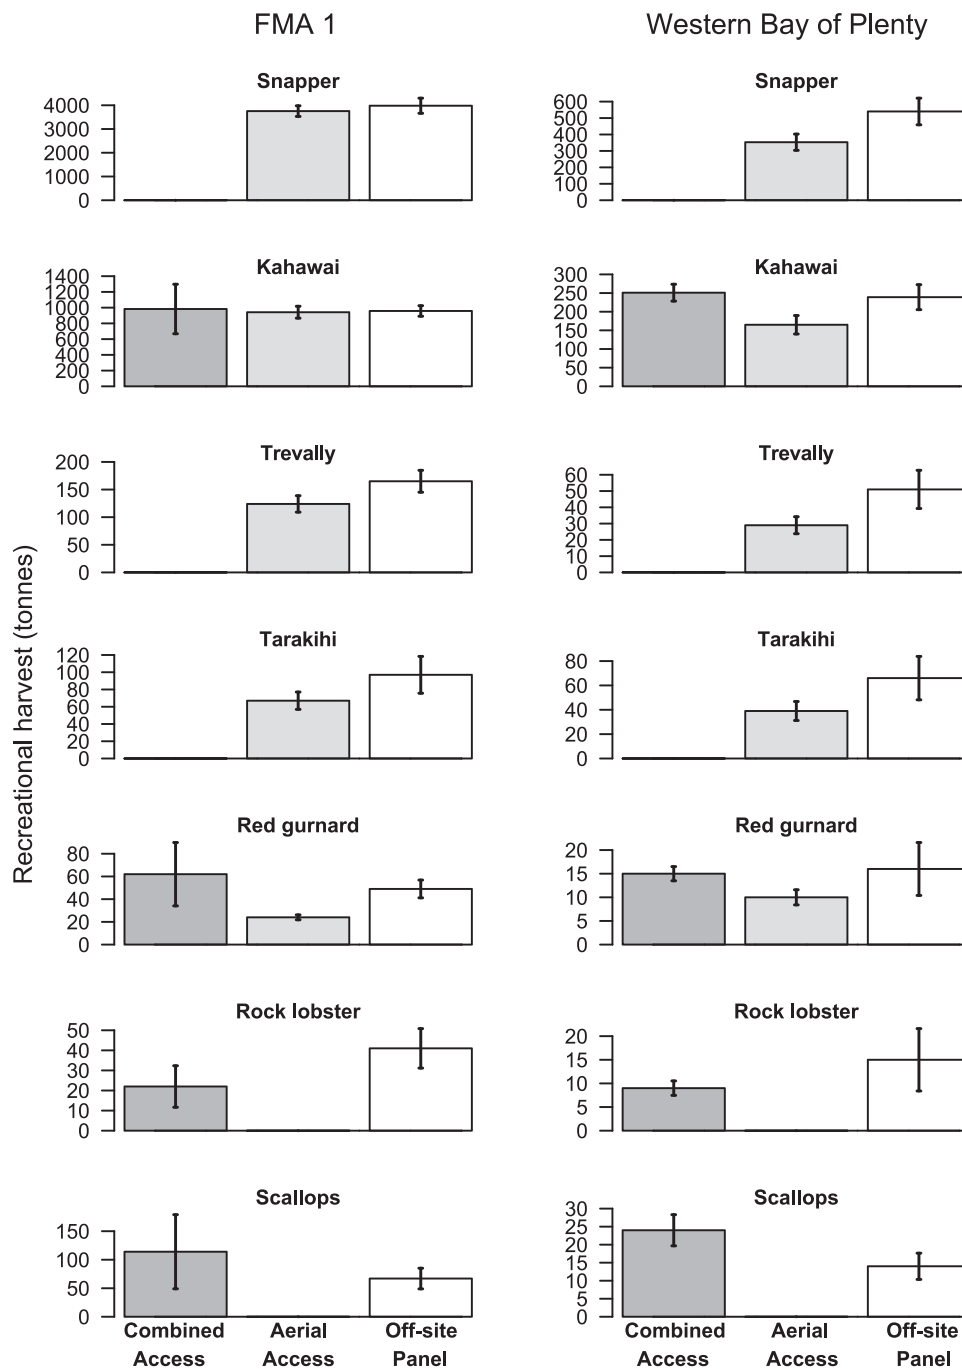 FMA 1
Western Bay of Plenty
Recreational harvest (tonnes)
Snapper
4000
3000
2000
1000
0
Snapper
600
500
400
300
200
100
0
Kahawai
1400
1200
1000
800
600
400
200
0
Kahawai
300
250
200
150
100
50
0
Trevally
200
150
100
50
0
Trevally
60
50
40
30
20
10
0
Tarakihi
120
100
80
60
40
20
0
Tarakihi
80
60
40
20
0
Red gurnard
80
60
40
20
0
Red gurnard
20
15
10
5
0
Rock lobster
50
40
30
20
10
0
Rock lobster
20
15
10
5
0
Scallops
150
100
50
0
Scallops
30
25
20
15
10
5
0
Combined
Access
Aerial
Access
Off-site
Panel
Combined
Access
Aerial
Access
Off-site
Panel